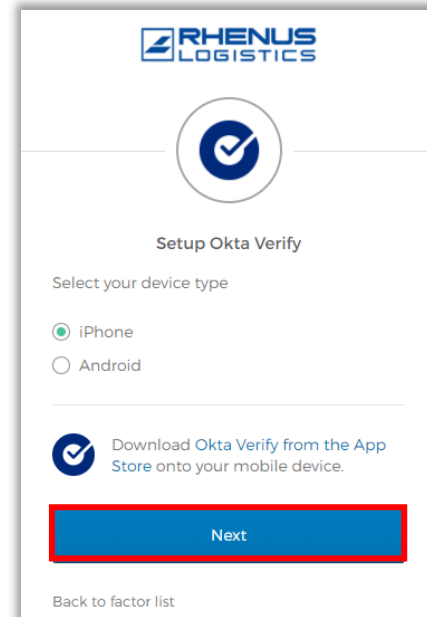 RHENUS
LOGISTICS
Setup Okta Verify
Select your device type
iPhone
Android
Download Okta Verify from the App
Store onto your mobile device.
Next
Back to factor list